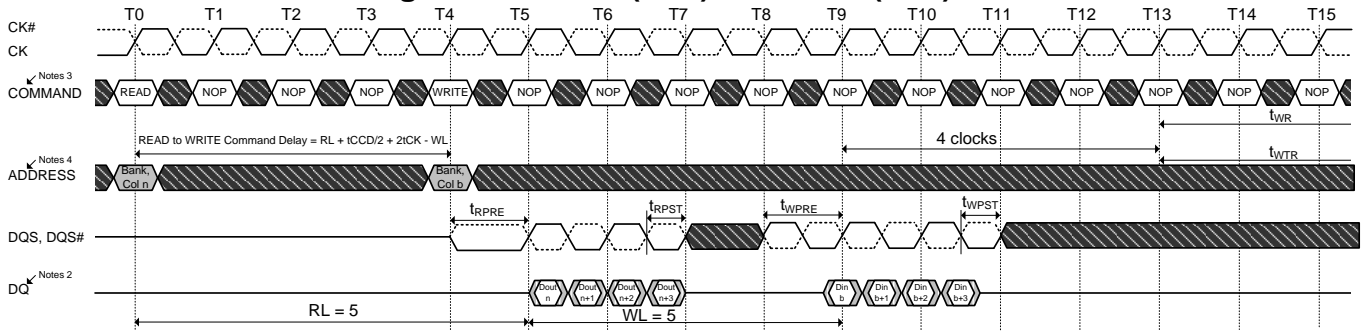 T0 T1 T2 T3 T4 T5 T6 T7 T8 T9 T10 T11 T12 T13 T14 T15
CK#
CK
Notes 3
COMMAND
READ NOP NOP NOP WRITE NOP NOP NOP NOP NOP NOP NOP NOP NOP NOP NOP
READ to WRITE Command Delay = RL + tCCD/2 + 2tCK - WL
4 clocks
tWR
tWTR
Notes 4
ADDRESS
Bank, Col n
Bank, Col b
tRPRE
tRPST
tWPRE
tWPST
DQS, DQS#
Notes 2
DQ
Dout n
Dout n+1
Dout n+2
Dout n+3
Din b
Din b+1
Din b+2
Din b+3
RL = 5
WL = 5